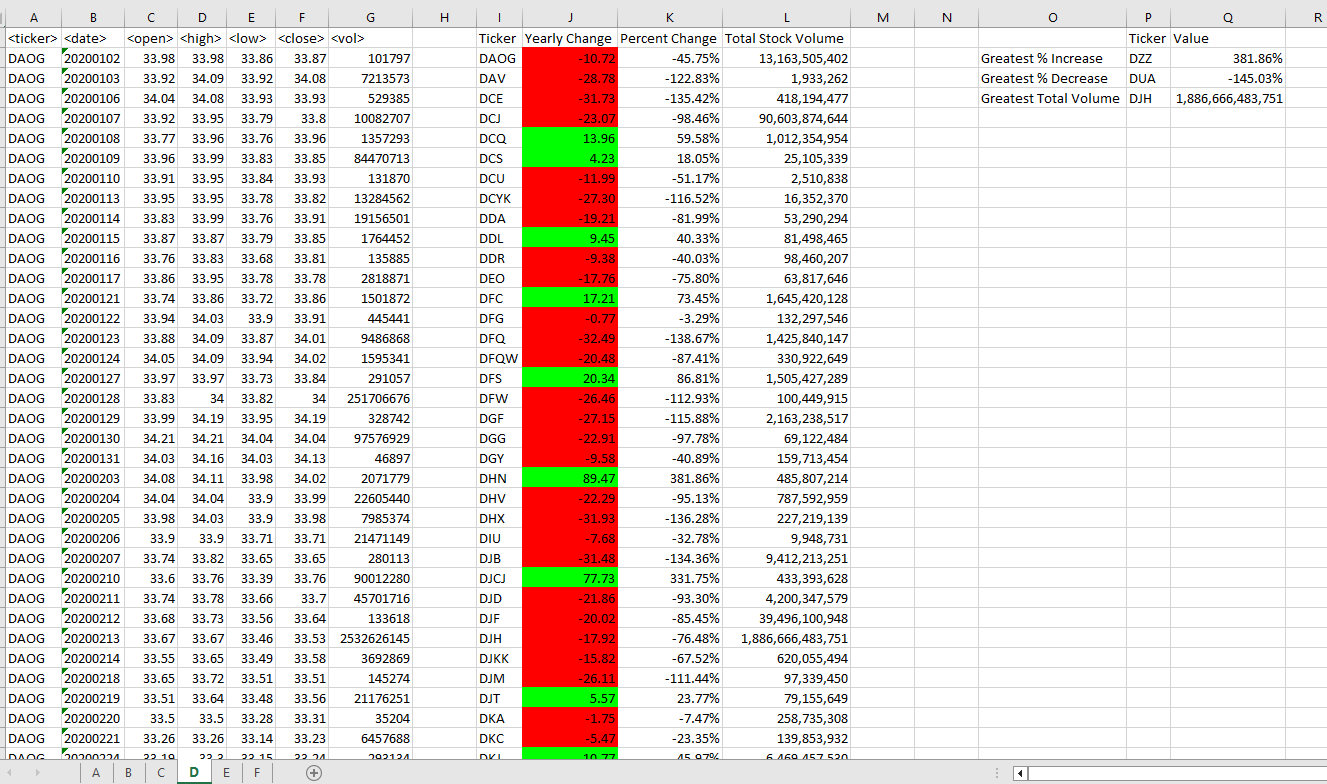 A B C D E F G H I J K L M N O P Q R
<ticker> <date> <open> <high> <low> <close> <vol> Ticker Yearly Change Percent Change Total Stock Volume Ticker Value
DAOG 20200102 33.98 33.98 33.86 33.87 101797 DAOG -10.72 -45.75% 13,163,505,402 Greatest % Increase DZZ 381.86%
DAOG 20200103 33.92 34.09 33.92 34.08 7213573 DAV -28.78 -122.83% 1,933,262 Greatest % Decrease DUA -145.03%
DAOG 20200106 34.04 34.08 33.93 33.93 529385 DCE -31.73 -135.42% 418,194,477 Greatest Total Volume DJH 1,886,666,483,751
DAOG 20200107 33.92 33.95 33.79 33.8 10082707 DCJ -23.07 -98.46% 90,603,874,644
DAOG 20200108 33.77 33.96 33.76 33.96 1357293 DCQ 13.96 59.58% 1,012,354,954
DAOG 20200109 33.96 33.99 33.83 33.85 84470713 DCS 4.23 18.05% 25,105,339
DAOG 20200110 33.91 33.95 33.84 33.93 131870 DCU -11.99 -51.17% 2,510,838
DAOG 20200113 33.95 33.95 33.78 33.82 13284562 DCYK -27.30 -116.52% 16,352,370
DAOG 20200114 33.83 33.99 33.76 33.91 19156501 DDA -19.21 -81.99% 53,290,294
DAOG 20200115 33.87 33.87 33.79 33.85 1764452 DDL 9.45 40.33% 81,498,465
DAOG 20200116 33.76 33.83 33.68 33.81 135885 DDR -9.38 -40.03% 98,460,207
DAOG 20200117 33.86 33.95 33.78 33.78 2818871 DEO -17.76 -75.80% 63,817,646
DAOG 20200121 33.74 33.86 33.72 33.86 1501872 DFC 17.21 73.45% 1,645,420,128
DAOG 20200122 33.94 34.03 33.9 33.91 445441 DFG -0.77 -3.29% 132,297,546
DAOG 20200123 33.88 34.09 33.87 34.01 9486868 DFQ -32.49 -138.67% 1,425,840,147
DAOG 20200124 34.05 34.09 33.94 34.02 1595341 DFQW -20.48 -87.41% 330,922,649
DAOG 20200127 33.97 33.97 33.73 33.84 291057 DFS 20.34 86.81% 1,505,427,289
DAOG 20200128 33.83 34 33.82 34 251706676 DFW -26.46 -112.93% 100,449,915
DAOG 20200129 33.99 34.19 33.95 34.19 328742 DGF -27.15 -115.88% 2,163,238,517
DAOG 20200130 34.21 34.21 34.04 34.04 97576929 DGG -22.91 -97.78% 69,122,484
DAOG 20200131 34.03 34.16 34.03 34.13 46897 DGY -9.58 -40.89% 159,713,454
DAOG 20200203 34.08 34.11 33.98 34.02 2071779 DHN 89.47 381.86% 485,807,214
DAOG 20200204 34.04 34.04 33.9 33.99 22605440 DHV -22.29 -95.13% 787,592,959
DAOG 20200205 33.98 34.03 33.9 33.98 7985374 DHX -31.93 -136.28% 227,219,139
DAOG 20200206 33.9 33.9 33.71 33.71 21471149 DIU -7.68 -32.78% 9,948,731
DAOG 20200207 33.74 33.82 33.65 33.65 280113 DJB -31.48 -134.36% 9,412,213,251
DAOG 20200210 33.6 33.76 33.39 33.76 90012280 DJCJ 77.73 331.75% 433,393,628
DAOG 20200211 33.74 33.78 33.66 33.7 45701716 DJD -21.86 -93.30% 4,200,347,579
DAOG 20200212 33.68 33.73 33.56 33.64 133618 DJF -20.02 -85.45% 39,496,100,948
DAOG 20200213 33.67 33.67 33.46 33.53 2532626145 DJH -17.92 -76.48% 1,886,666,483,751
DAOG 20200214 33.55 33.65 33.49 33.58 3692869 DJKK -15.82 -67.52% 620,055,494
DAOG 20200218 33.65 33.72 33.51 33.51 145274 DJM -26.11 -111.44% 97,339,450
DAOG 20200219 33.51 33.64 33.48 33.56 21176251 DJT 5.57 23.77% 79,155,649
DAOG 20200220 33.5 33.5 33.28 33.31 35204 DKA -1.75 -7.47% 258,735,308
DAOG 20200221 33.26 33.26 33.14 33.23 6457688 DKC -5.47 -23.35% 139,853,932
DAOG 20200224 33.19 33.3 33.15 33.24 293134 10.77 45.97% 6,469,457,530
A B C D E F